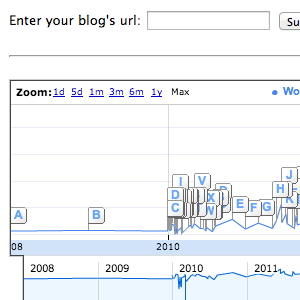 Enter your blog's url: Su
Zoom: 1d 5d 1m 3m 6m 1y Max Wo
J
I V
H
D X D
C W E F G
A B
08 2010
2008 2009 2010 2011